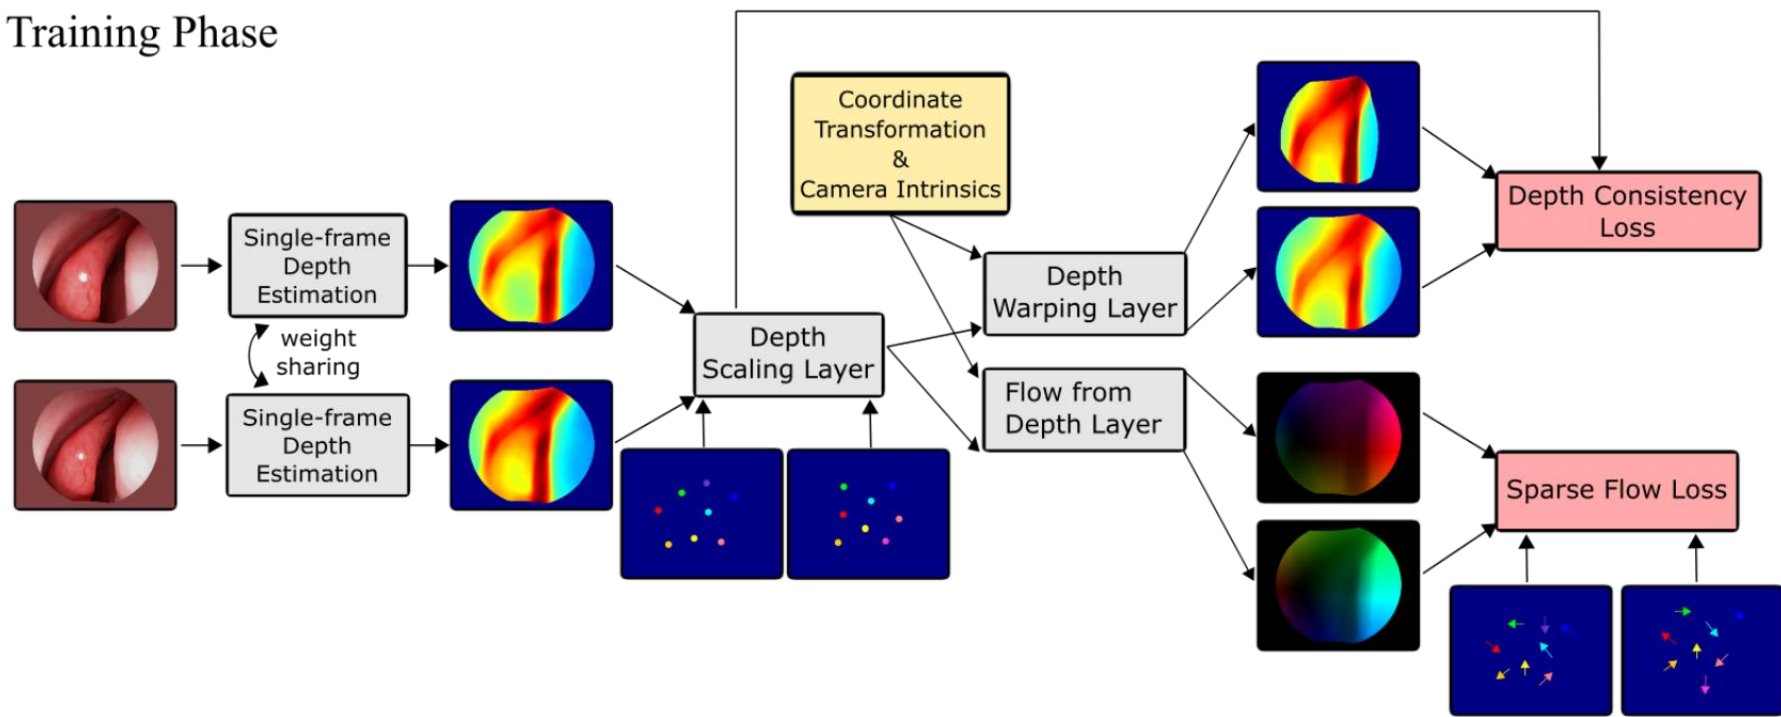 Training Phase
Coordinate
Transformation
&
Camera Intrinsics
Single-frame
Depth
Estimation
weight
sharing
Single-frame
Depth
Estimation
Depth
Scaling Layer
Depth
Warping Layer
Flow from
Depth Layer
Depth Consistency
Loss
Sparse Flow Loss